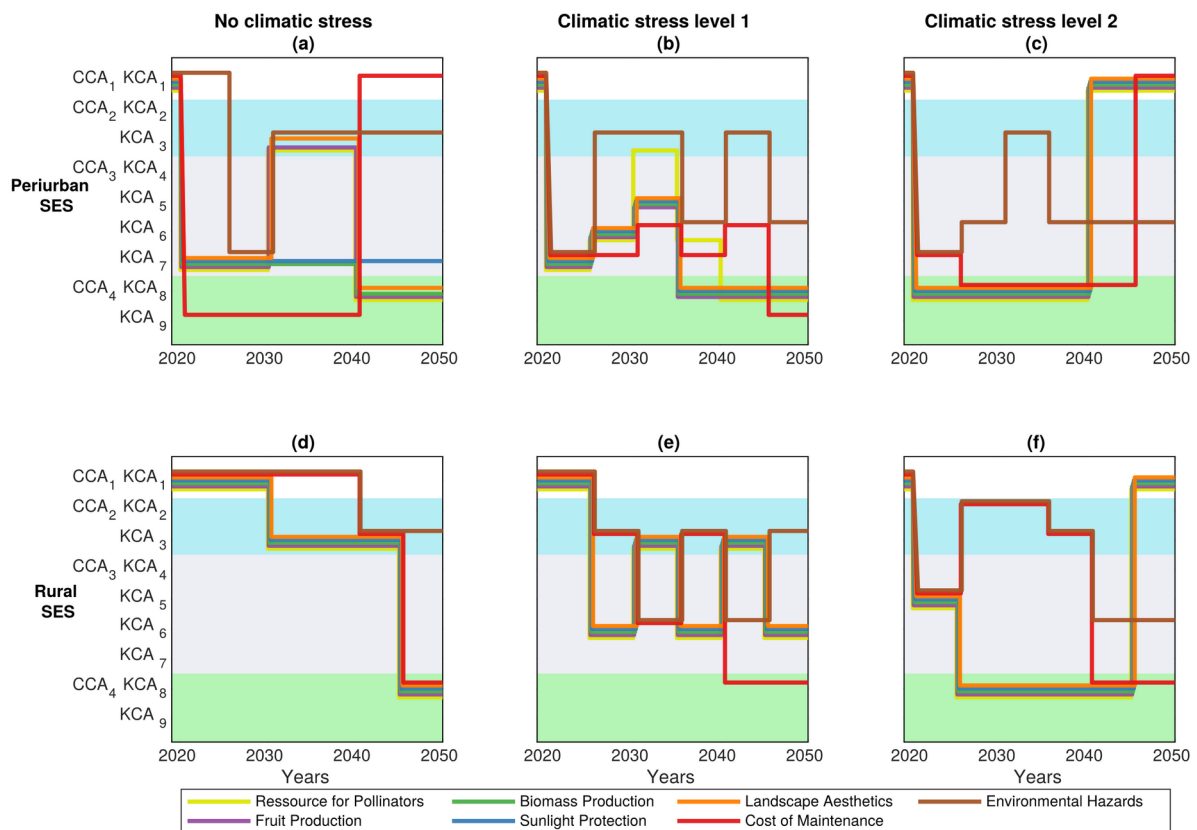 No climatic stress
Climatic stress level 1
Climatic stress level 2
(a)
(b)
(c)
CCA1 KCA1
CCA2 KCA2
KCA3
CCA3 KCA4
Periurban
SES
KCA5
KCA6
KCA7
CCA4 KCA8
KCA9
2020 2030 2040 2050
2020 2030 2040 2050
2020 2030 2040 2050
(d)
(e)
(f)
CCA1 KCA1
CCA2 KCA2
KCA3
CCA3 KCA4
Rural
SES
KCA5
KCA6
KCA7
CCA4 KCA8
KCA9
2020 2030 2040 2050
2020 2030 2040 2050
2020 2030 2040 2050
Years
Years
Years
Ressource for Pollinators
Biomass Production
Landscape Aesthetics
Environmental Hazards
Fruit Production
Sunlight Protection
Cost of Maintenance